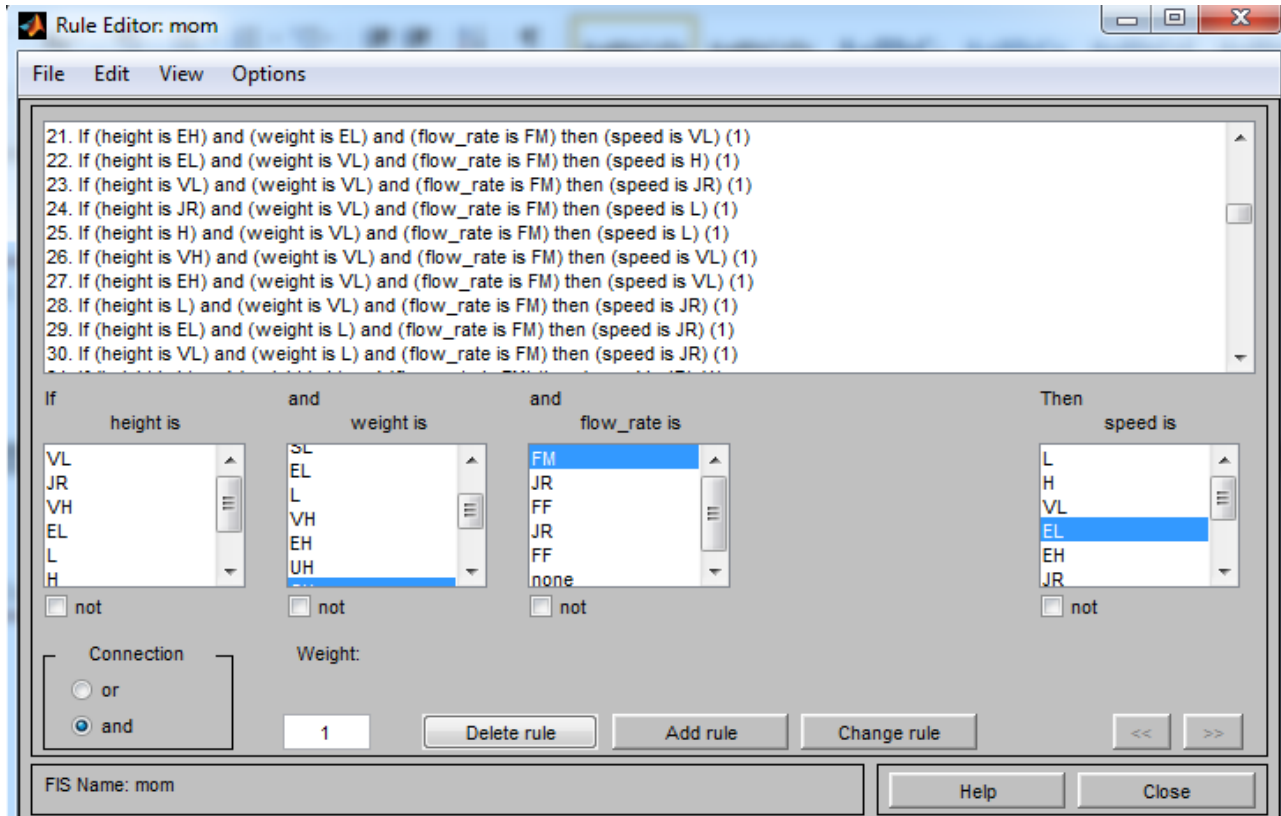 Rule Editor: mom
File Edit View Options
21. If (height is EH) and (weight is EL) and (flow_rate is FM) then (speed is VL) (1)
22. If (height is EL) and (weight is VL) and (flow_rate is FM) then (speed is H) (1)
23. If (height is VL) and (weight is VL) and (flow_rate is FM) then (speed is JR) (1)
24. If (height is JR) and (weight is VL) and (flow_rate is FM) then (speed is L) (1)
25. If (height is H) and (weight is VL) and (flow_rate is FM) then (speed is L) (1)
26. If (height is VH) and (weight is VL) and (flow_rate is FM) then (speed is VL) (1)
27. If (height is EH) and (weight is VL) and (flow_rate is FM) then (speed is VL) (1)
28. If (height is L) and (weight is VL) and (flow_rate is FM) then (speed is JR) (1)
29. If (height is EL) and (weight is L) and (flow_rate is FM) then (speed is JR) (1)
30. If (height is VL) and (weight is L) and (flow_rate is FM) then (speed is JR) (1)
If and and Then
height is weight is flow_rate is speed is
VL
JR
VH
EL
L
H
SL
EL
L
VH
EH
UH
FM
JR
FF
JR
FF
none
L
H
VL
EL
EH
JR
not not not not
Connection
or
and
Weight:
1
Delete rule Add rule Change rule << >>
FIS Name: mom
Help Close